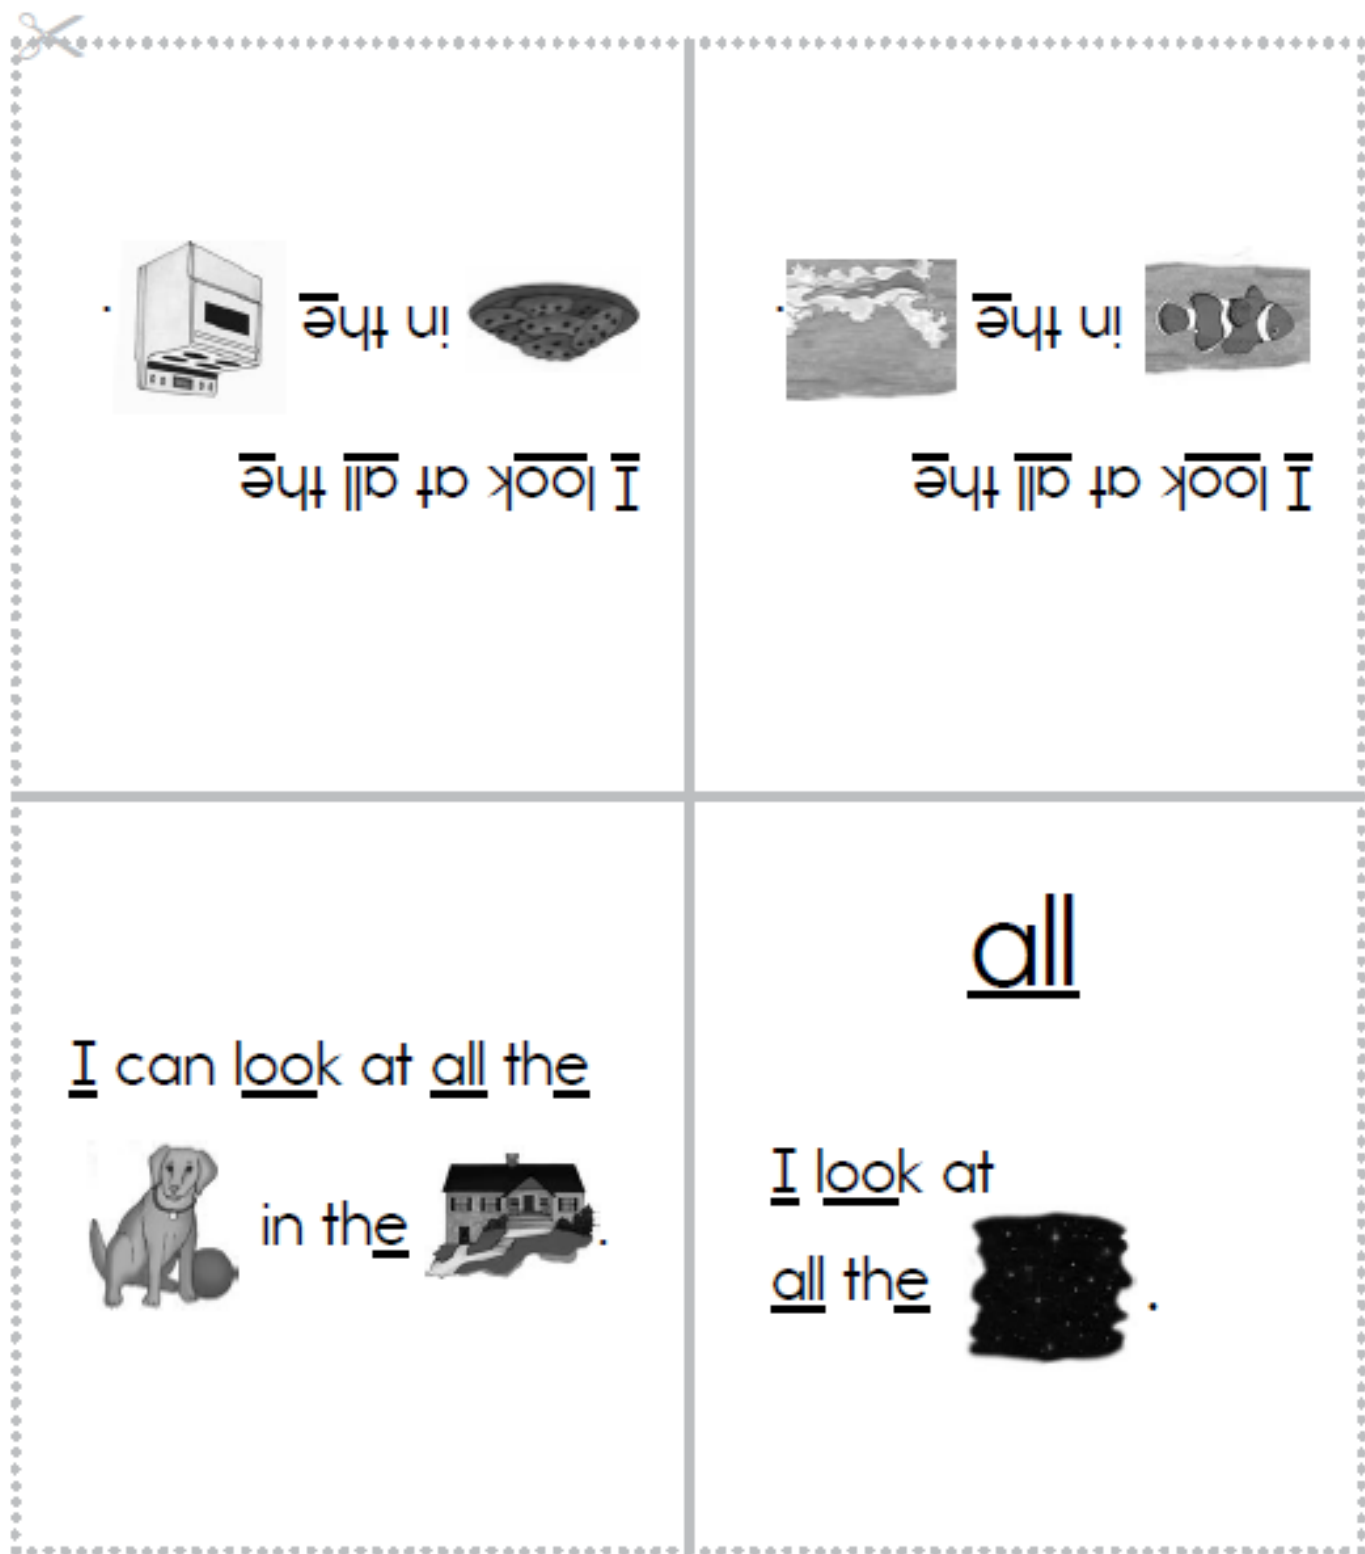 I look at all the
in the .
I look at all the
in the .
I can look at all the
in the .
all
I look at
all the .